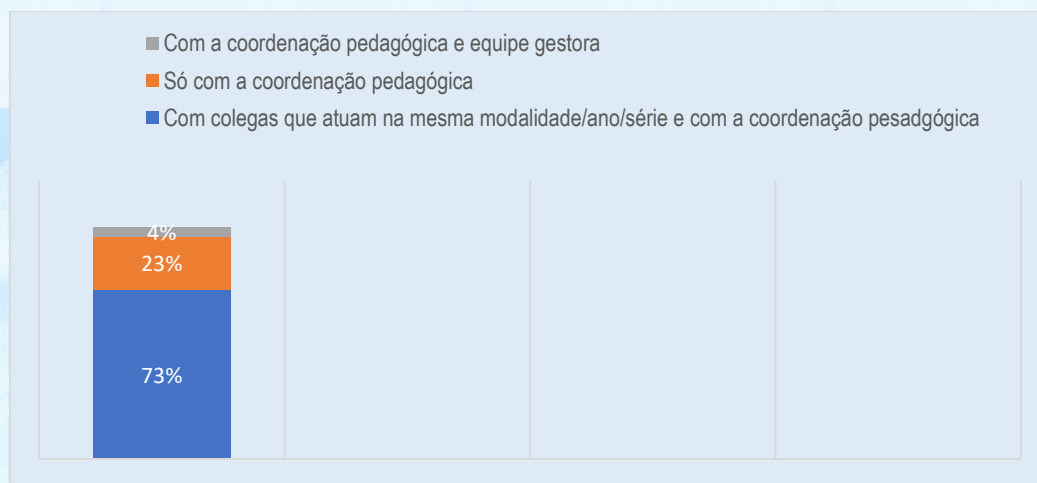 Com a coordenação pedagógica e equipe gestora
Só com a coordenação pedagógica
Com colegas que atuam na mesma modalidade/ano/série e com a coordenação pesadgógica
4%
23%
73%